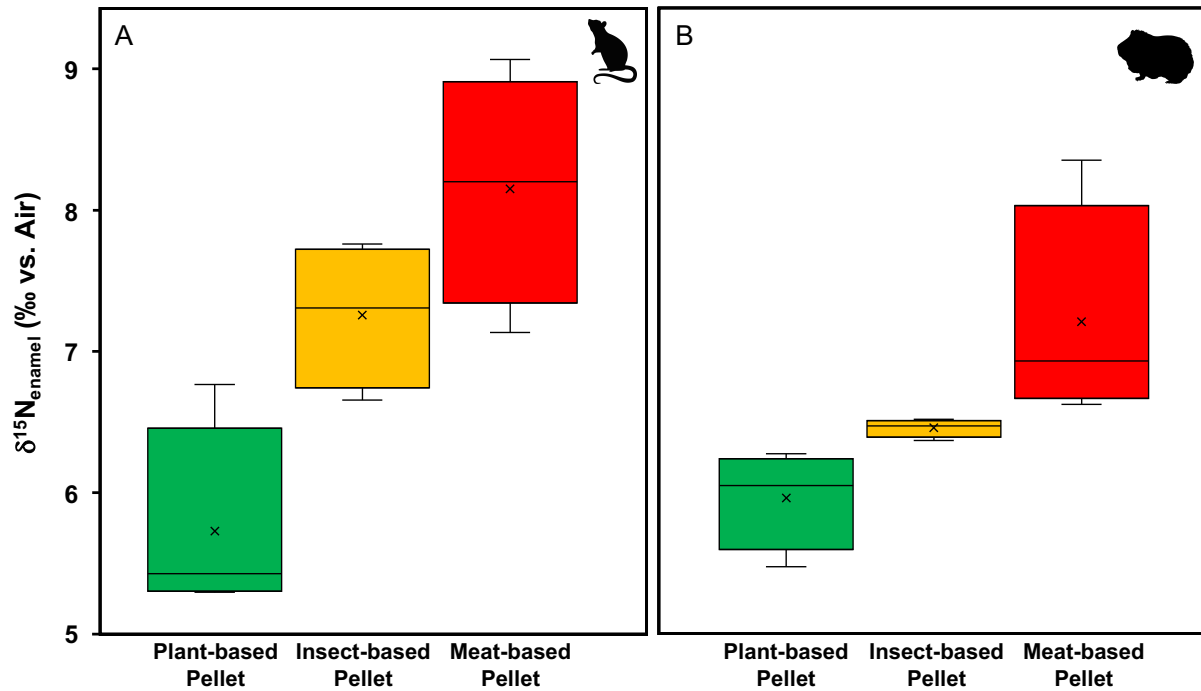 A
B
9
8
7
6
5
δ¹⁵Nₑₙₐₘₑₗ (‰ vs. Air)
Plant-based
Pellet
Insect-based
Pellet
Meat-based
Pellet
Plant-based
Pellet
Insect-based
Pellet
Meat-based
Pellet